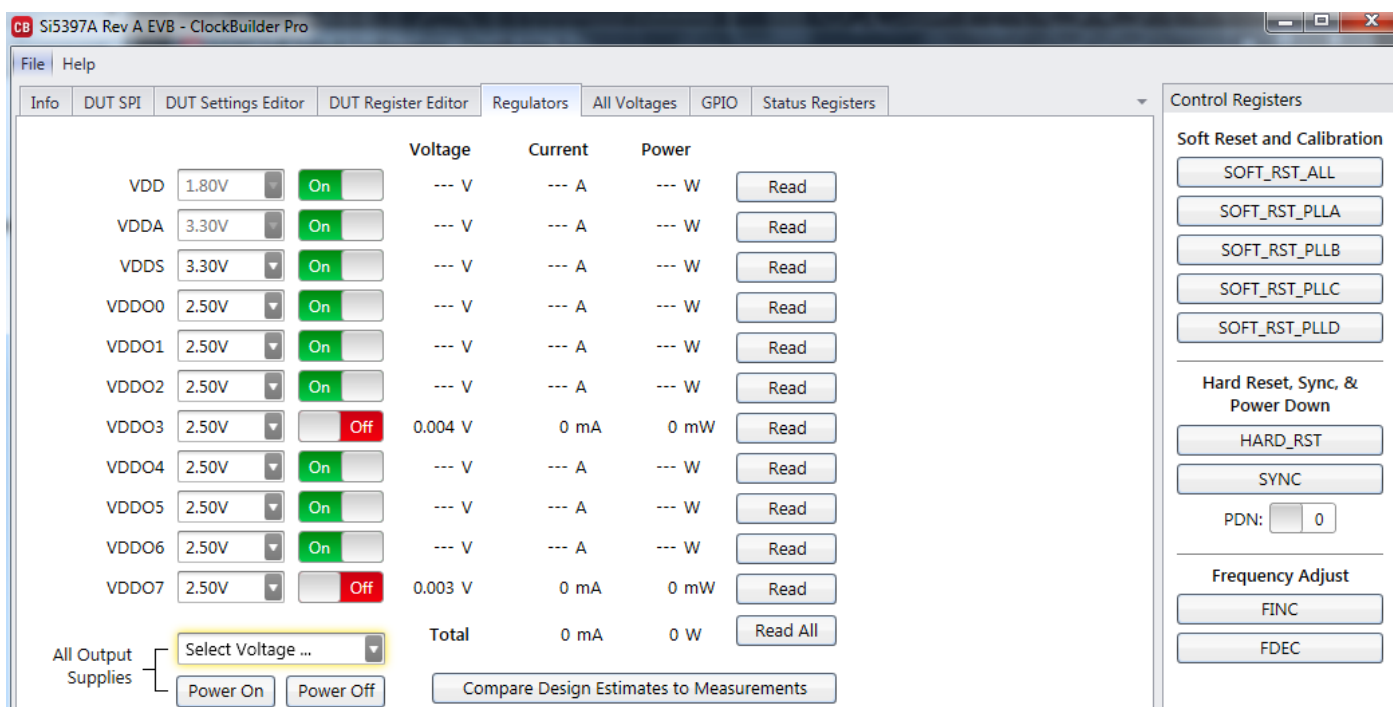 CB Si5397A Rev A EVB - ClockBuilder Pro
File Help
Info DUT SPI DUT Settings Editor DUT Register Editor Regulators All Voltages GPIO Status Registers
Voltage Current Power
VDD 1.80V On --- V --- A --- W Read
VDDA 3.30V On --- V --- A --- W Read
VDDS 3.30V On --- V --- A --- W Read
VDDO0 2.50V On --- V --- A --- W Read
VDDO1 2.50V On --- V --- A --- W Read
VDDO2 2.50V On --- V --- A --- W Read
VDDO3 2.50V Off 0.004 V 0 mA 0 mW Read
VDDO4 2.50V On --- V --- A --- W Read
VDDO5 2.50V On --- V --- A --- W Read
VDDO6 2.50V On --- V --- A --- W Read
VDDO7 2.50V Off 0.003 V 0 mA 0 mW Read
Total 0 mA 0 W Read All
All Output
Supplies
Select Voltage ...
Power On Power Off
Compare Design Estimates to Measurements
Control Registers
Soft Reset and Calibration
SOFT_RST_ALL
SOFT_RST_PLLA
SOFT_RST_PLLB
SOFT_RST_PLLC
SOFT_RST_PLLD
Hard Reset, Sync, &
Power Down
HARD_RST
SYNC
PDN: 0
Frequency Adjust
FINC
FDEC